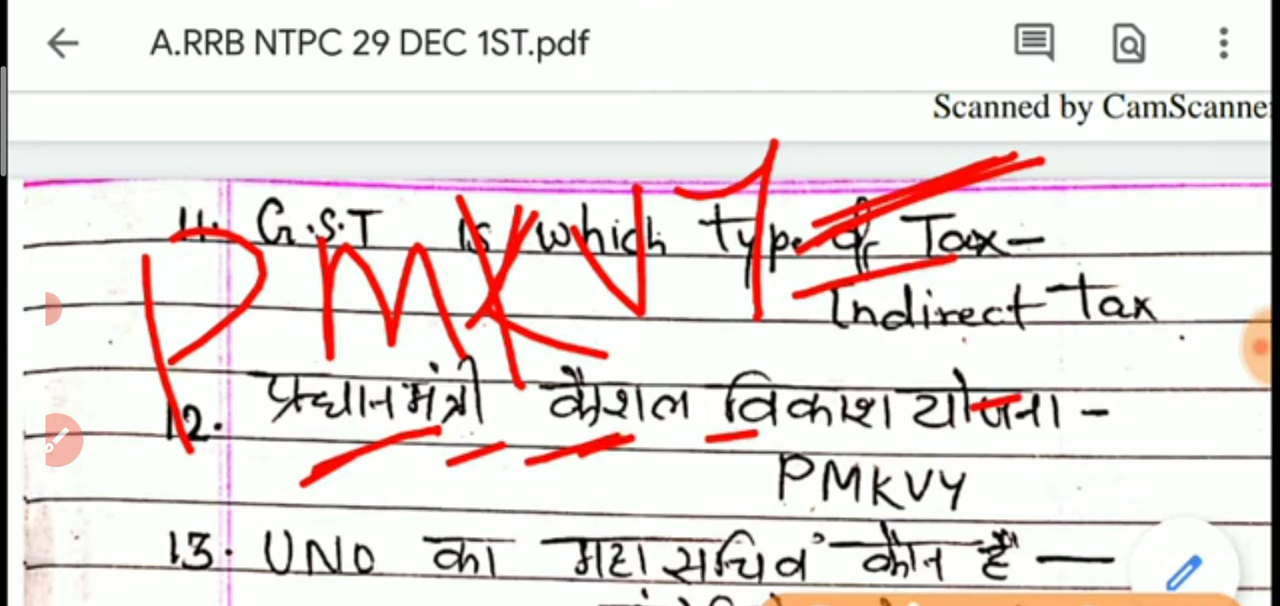 A.RRB NTPC 29 DEC 1ST.pdf
Scanned by CamScanne
11. G.S.T is which type of Tax-
Indirect Tax
PMKVY
12. प्रधानमंत्री कौशल विकाश योजना -
PMKVY
13. UNO का महासचिव कौन हैं —